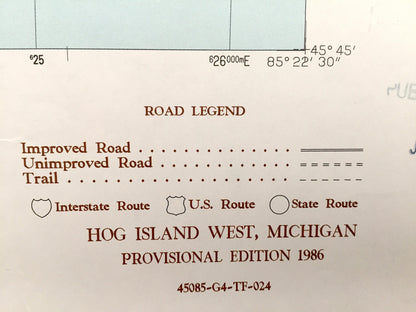 45° 45'
⁶25 ⁶26⁰⁰⁰ᵐE 85° 22' 30"
ROAD LEGEND
Improved Road
Unimproved Road
Trail
Interstate Route U.S. Route State Route
HOG ISLAND WEST, MICHIGAN
PROVISIONAL EDITION 1986
45085-G4-TF-024